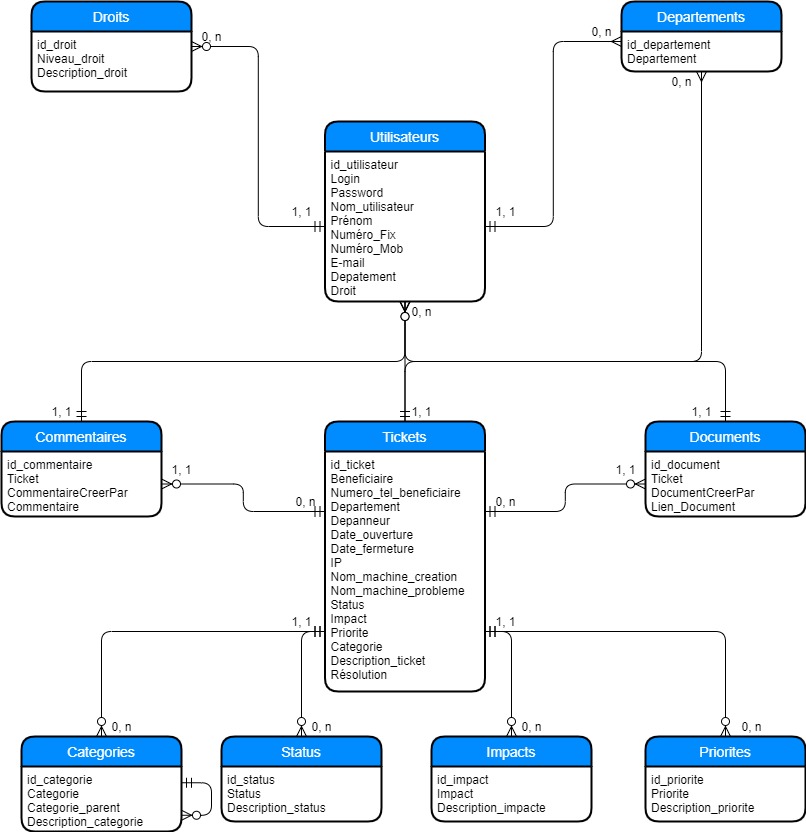 Droits
id_droit
Niveau_droit
Description_droit
0, n
Departements
id_departement
Departement
0, n
0, n
Utilisateurs
id_utilisateur
Login
Password
Nom_utilisateur
Prénom
Numéro_Fix
Numéro_Mob
E-mail
Depatement
Droit
1, 1
1, 1
0, n
1, 1
1, 1
1, 1
Commentaires
id_commentaire
Ticket
CommentaireCreerPar
Commentaire
1, 1
0, n
Tickets
id_ticket
Beneficiaire
Numero_tel_beneficiaire
Departement
Depanneur
Date_ouverture
Date_fermeture
IP
Nom_machine_creation
Nom_machine_probleme
Status
Impact
Priorite
Categorie
Description_ticket
Résolution
0, n
1, 1
Documents
id_document
Ticket
DocumentCreerPar
Lien_Document
1, 1
1, 1
0, n
0, n
0, n
0, n
Categories
id_categorie
Categorie
Categorie_parent
Description_categorie
Status
id_status
Status
Description_status
Impacts
id_impact
Impact
Description_impacte
Priorites
id_priorite
Priorite
Description_priorite